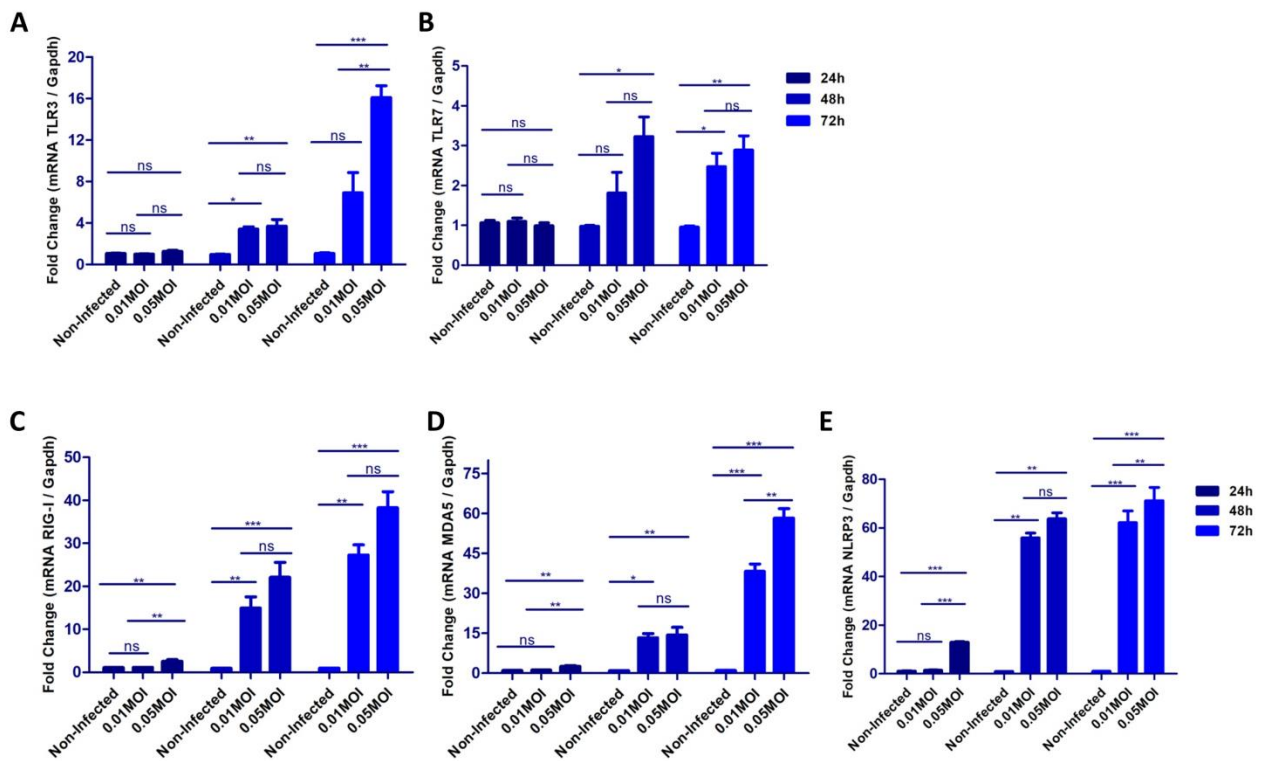 A
Fold Change (mRNA TLR3 / Gapdh)
20
16
12
8
4
0
ns
ns
ns
*
ns
**
ns
**
***
Non-Infected
0.01MOI
0.05MOI
Non-Infected
0.01MOI
0.05MOI
Non-Infected
0.01MOI
0.05MOI
B
Fold Change (mRNA TLR7 / Gapdh)
5
4
3
2
1
0
ns
ns
ns
ns
ns
*
*
ns
**
Non-Infected
0.01MOI
0.05MOI
Non-Infected
0.01MOI
0.05MOI
Non-Infected
0.01MOI
0.05MOI
24h
48h
72h
C
Fold Change (mRNA RIG-I / Gapdh)
50
40
30
20
10
0
ns
**
**
**
ns
***
**
ns
***
Non-Infected
0.01MOI
0.05MOI
Non-Infected
0.01MOI
0.05MOI
Non-Infected
0.01MOI
0.05MOI
D
Fold Change (mRNA MDA5 / Gapdh)
75
60
45
30
15
0
ns
**
**
*
ns
**
***
**
***
Non-Infected
0.01MOI
0.05MOI
Non-Infected
0.01MOI
0.05MOI
Non-Infected
0.01MOI
0.05MOI
E
Fold Change (mRNA NLRP3 / Gapdh)
80
60
40
20
0
ns
***
***
**
ns
**
***
**
***
Non-Infected
0.01MOI
0.05MOI
Non-Infected
0.01MOI
0.05MOI
Non-Infected
0.01MOI
0.05MOI
24h
48h
72h